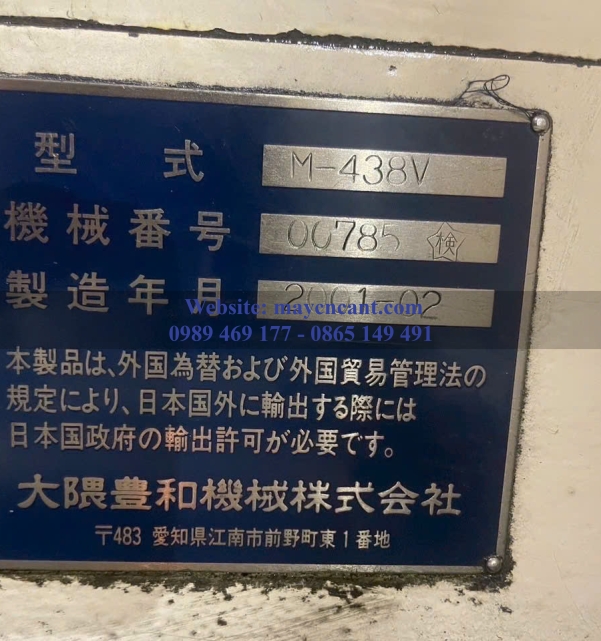 型式 M-438V
機械番号 00785 検
製造年月 2001-02
Website: maycncant.com
0989 469 177 - 0865 149 491
本製品は、外国為替および外国貿易管理法の
規定により、日本国外に輸出する際には
日本国政府の輸出許可が必要です。
大隈豊和機械株式会社
〒483 愛知県江南市前野町東1番地